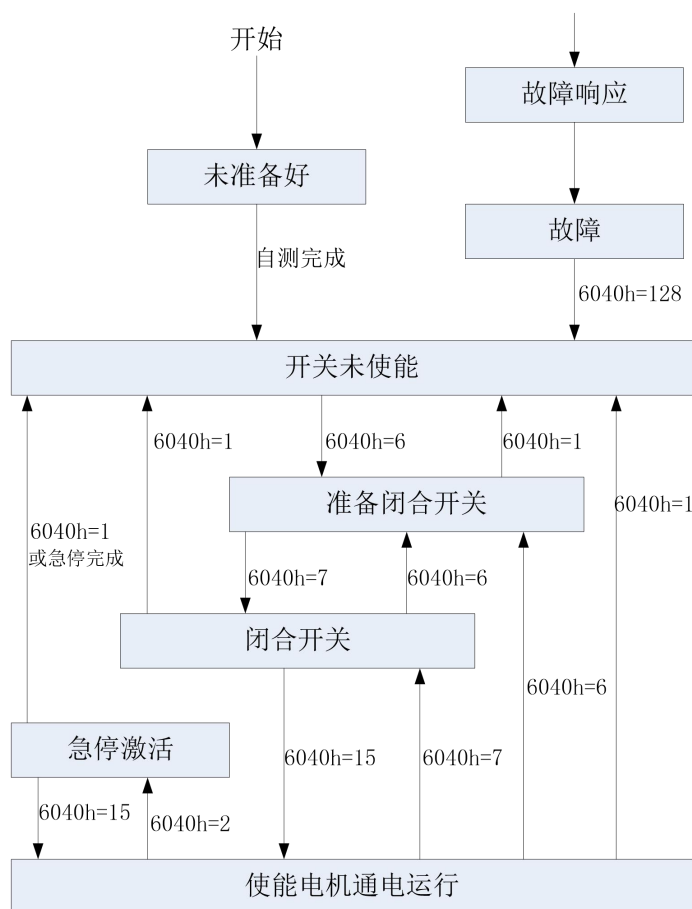 开始
故障响应
未准备好
故障
自测完成
6040h=128
开关未使能
6040h=1
6040h=6
6040h=1
准备闭合开关
6040h=1
6040h=1
或急停完成
6040h=7
6040h=6
闭合开关
6040h=6
急停激活
6040h=15
6040h=7
6040h=15
6040h=2
使能电机通电运行